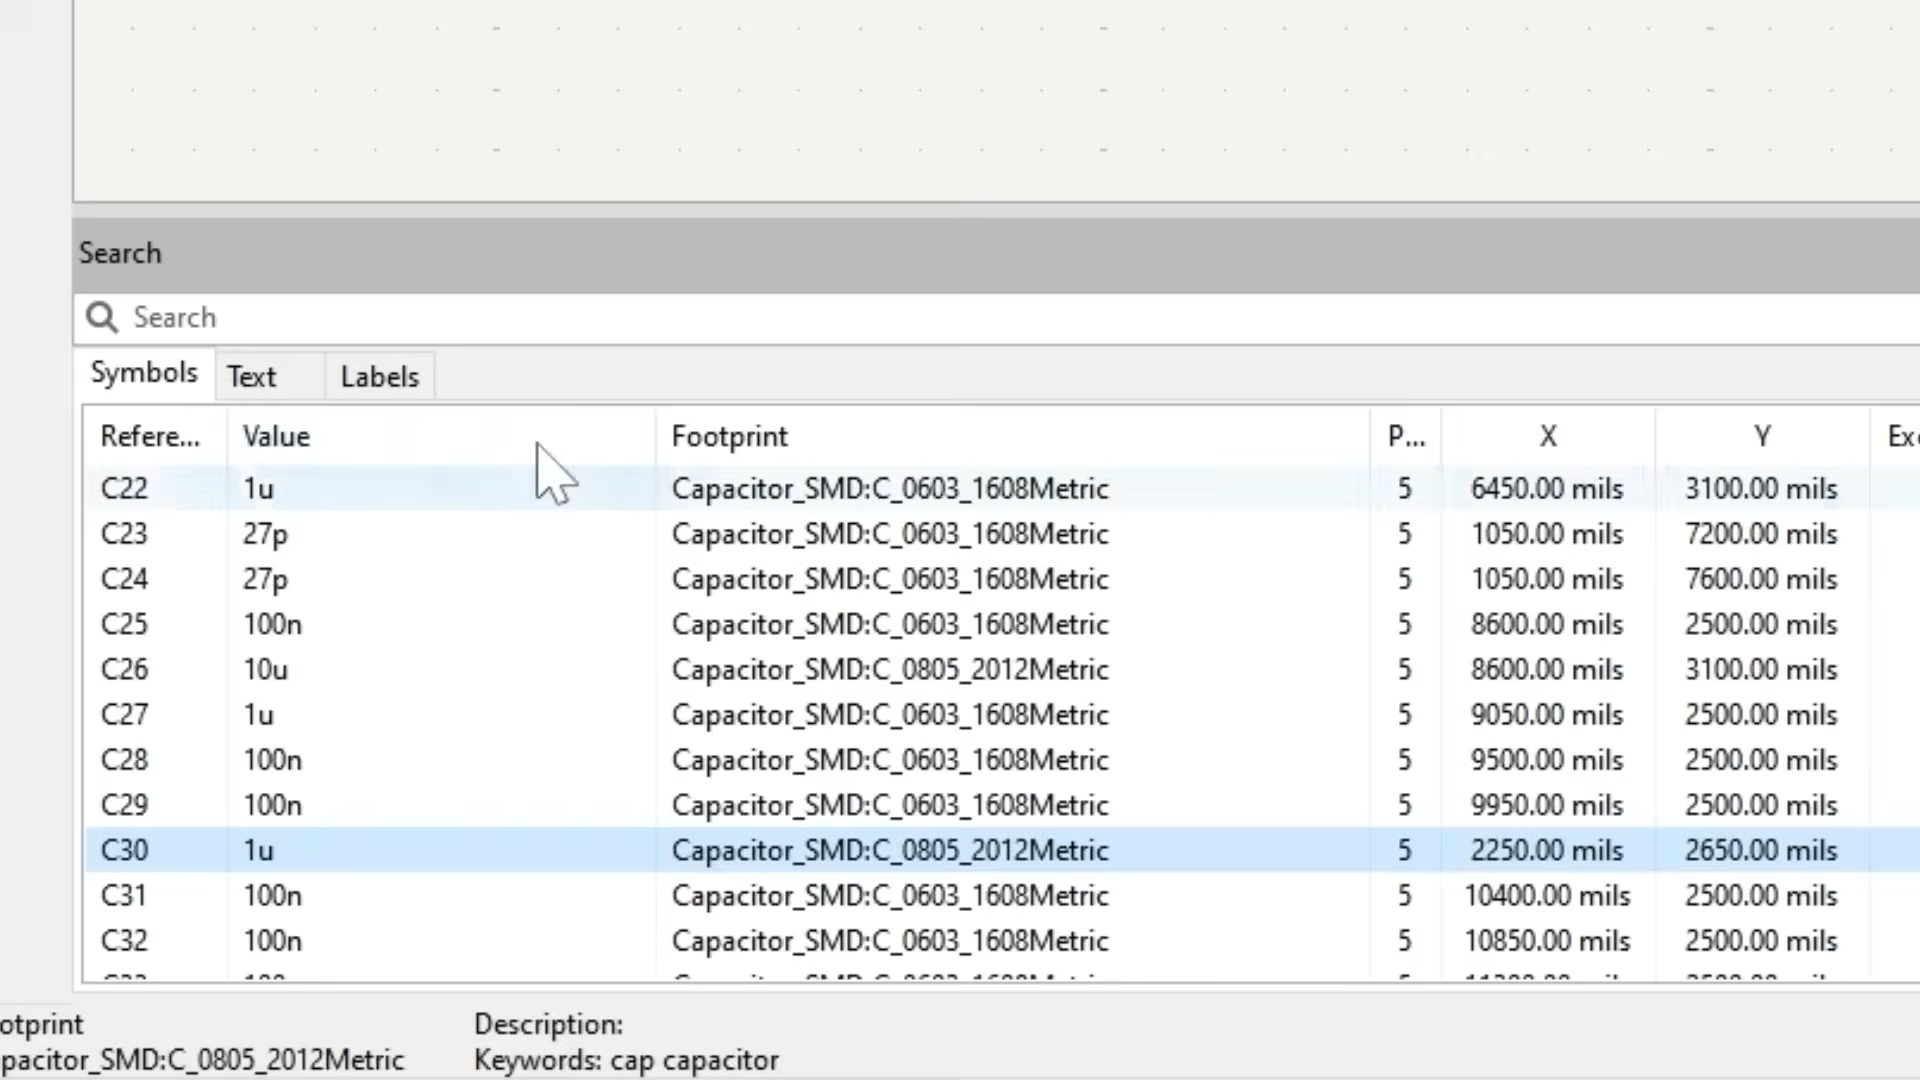 Search
Search
Symbols Text Labels
Refere... Value Footprint P... X Y
C22 1u Capacitor_SMD:C_0603_1608Metric 5 6450.00 mils 3100.00 mils
C23 27p Capacitor_SMD:C_0603_1608Metric 5 1050.00 mils 7200.00 mils
C24 27p Capacitor_SMD:C_0603_1608Metric 5 1050.00 mils 7600.00 mils
C25 100n Capacitor_SMD:C_0603_1608Metric 5 8600.00 mils 2500.00 mils
C26 10u Capacitor_SMD:C_0805_2012Metric 5 8600.00 mils 3100.00 mils
C27 1u Capacitor_SMD:C_0603_1608Metric 5 9050.00 mils 2500.00 mils
C28 100n Capacitor_SMD:C_0603_1608Metric 5 9500.00 mils 2500.00 mils
C29 100n Capacitor_SMD:C_0603_1608Metric 5 9950.00 mils 2500.00 mils
C30 1u Capacitor_SMD:C_0805_2012Metric 5 2250.00 mils 2650.00 mils
C31 100n Capacitor_SMD:C_0603_1608Metric 5 10400.00 mils 2500.00 mils
C32 100n Capacitor_SMD:C_0603_1608Metric 5 10850.00 mils 2500.00 mils
otprint Description:
pacitor_SMD:C_0805_2012Metric Keywords: cap capacitor